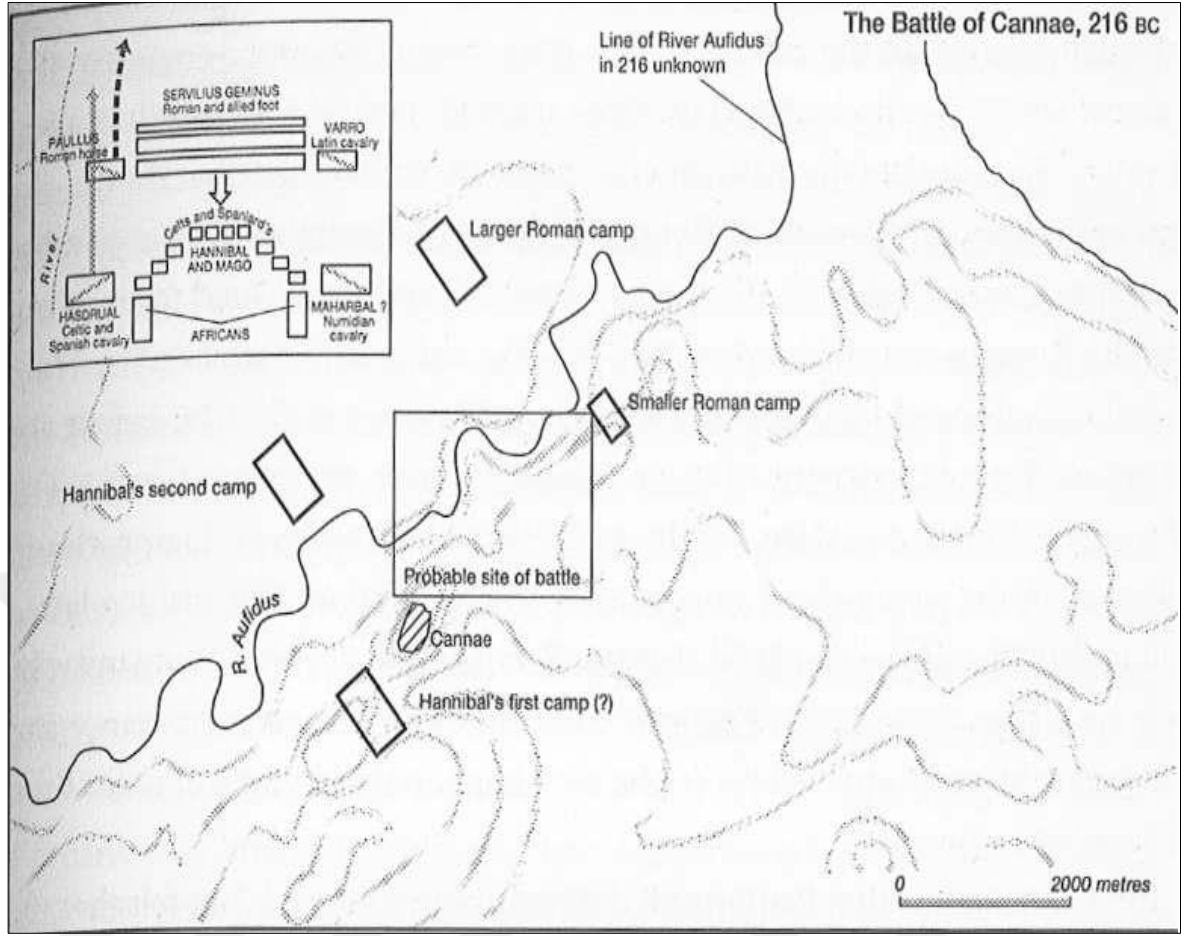 The Battle of Cannae, 216 BC
Line of River Aufidus
in 216 unknown
SERVILIUS GEMINUS
Roman and allied foot
PAULLUS
Roman horse
VARRO
Latin cavalry
River
Celts and Spaniards
HANNIBAL
AND MAGO
HASDRUAL
Celtic and
Spanish cavalry
AFRICANS
MAHARBAL ?
Numidian
cavalry
Larger Roman camp
Smaller Roman camp
Hannibal's second camp
Probable site of battle
Cannae
R. Aufidus
Hannibal's first camp (?)
0 2000 metres